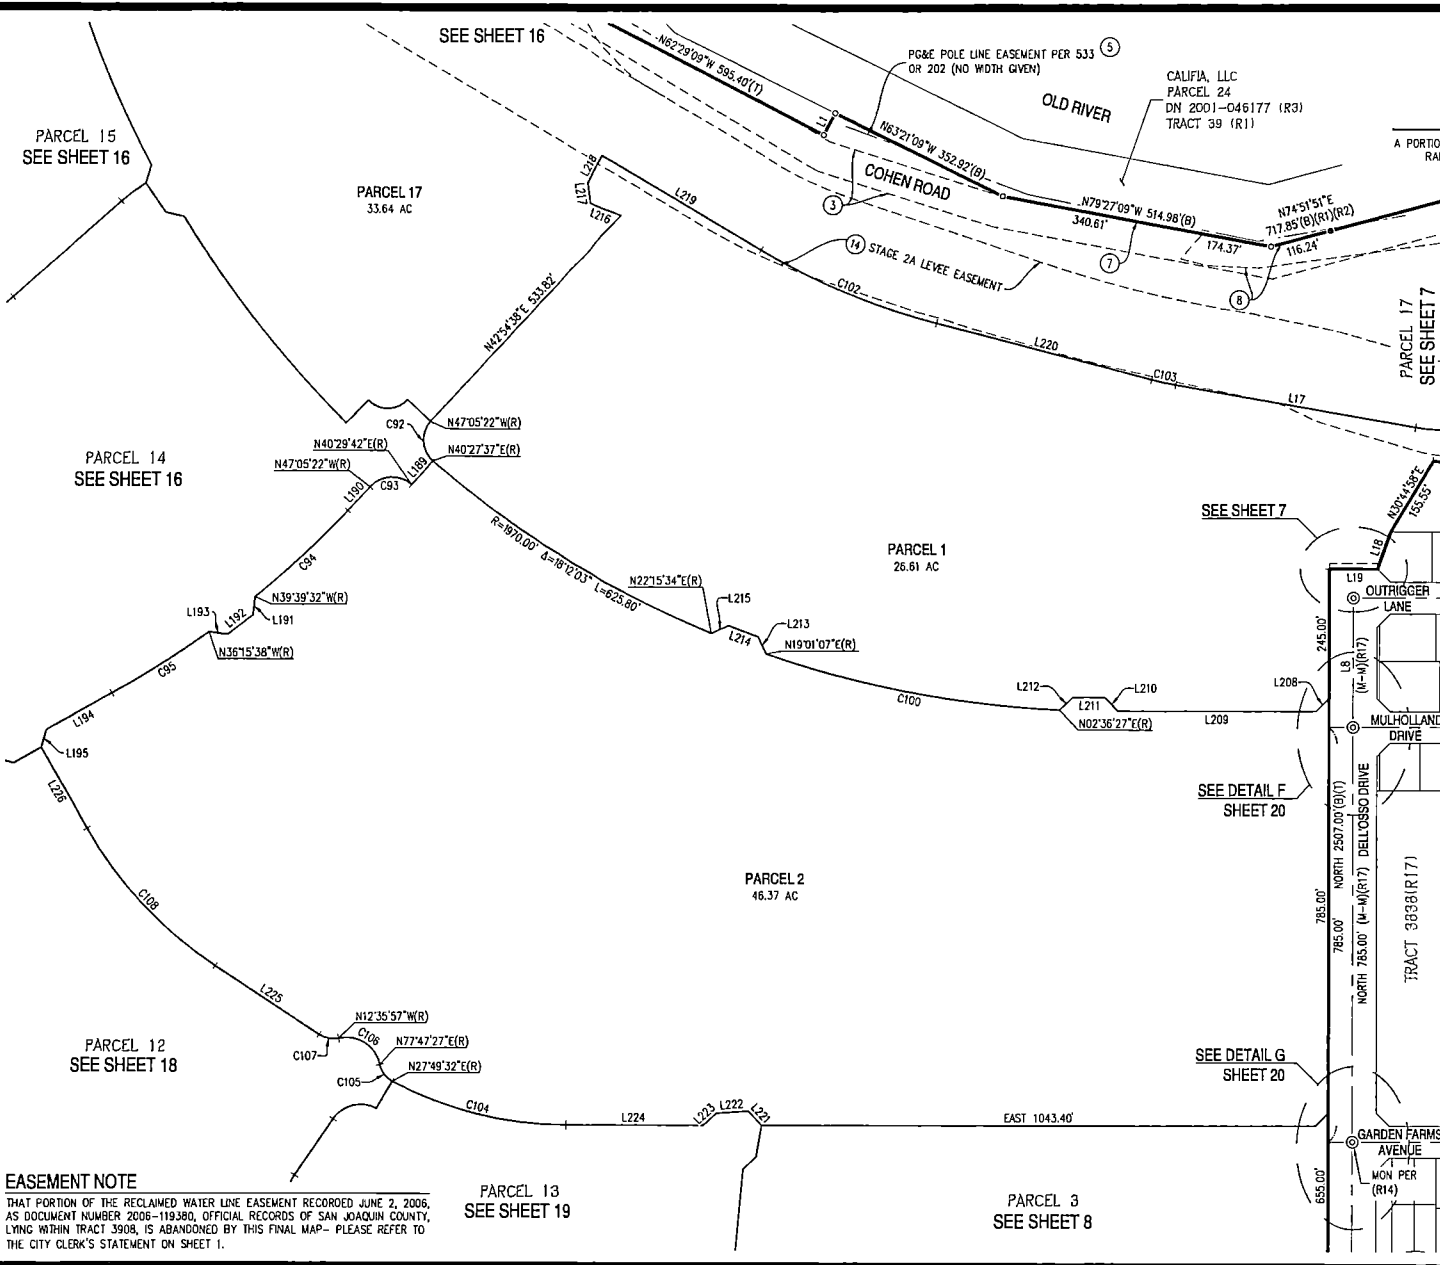 SEE SHEET 16
N62°29'09"W 595.40'(T)
PG&E POLE LINE EASEMENT PER 533
OR 202 (NO WIDTH GIVEN)
5
OLD RIVER
CALIFIA, LLC
PARCEL 24
DN 2001-046177 (R3)
TRACT 39 (R1)
A PORTIO
RA
PARCEL 15
SEE SHEET 16
L1
N63°21'09"W 352.92'(B)
COHEN ROAD
3
PARCEL 17
33.64 AC
L218
L217
L216
L219
N79°27'09"W 514.98'(B)
340.61'
174.37'
7
N74°51'51"E
717.85'(B)(R1)(R2)
116.24'
8
14
STAGE 2A LEVEE EASEMENT
C102
L220
C103
L17
PARCEL 17
SEE SHEET 7
N42°54'38"E 533.82'
C92
N47°05'22"W(R)
N40°29'42"E(R)
N40°27'37"E(R)
N47°05'22"W(R)
L189
C93
L190
PARCEL 14
SEE SHEET 16
C94
R=1970.00' Δ=18°12'03" L=625.80'
PARCEL 1
26.61 AC
SEE SHEET 7
N30°44'58"E
155.55'
L18
L19
OUTRIGGER
LANE
N22°15'34"E(R)
L215
L214
L213
N19°01'07"E(R)
L193
L192
L191
N39°39'32"W(R)
N36°15'38"W(R)
C95
L194
L195
C100
L212
L211
L210
N02°36'27"E(R)
L209
L208
245.00'
L8
(M-M)(R17)
MULHOLLAND
DRIVE
L226
SEE DETAIL F
SHEET 20
PARCEL 2
46.37 AC
C108
785.00'
NORTH 2507.00'(B)(T)
785.00'
DELL'OSSO DRIVE
NORTH 785.00' (M-M)(R17)
TRACT 3838(R17)
L225
N12°35'57"W(R)
C106
C107
N77°47'27"E(R)
N27°49'32"E(R)
C105
PARCEL 12
SEE SHEET 18
C104
L224
L223
L222
L221
EAST 1043.40'
SEE DETAIL G
SHEET 20
GARDEN FARMS
AVENUE
MON PER
(R14)
655.00'
PARCEL 13
SEE SHEET 19
PARCEL 3
SEE SHEET 8
EASEMENT NOTE
THAT PORTION OF THE RECLAIMED WATER LINE EASEMENT RECORDED JUNE 2, 2006,
AS DOCUMENT NUMBER 2006-119380, OFFICIAL RECORDS OF SAN JOAQUIN COUNTY,
LYING WITHIN TRACT 3908, IS ABANDONED BY THIS FINAL MAP- PLEASE REFER TO
THE CITY CLERK'S STATEMENT ON SHEET 1.